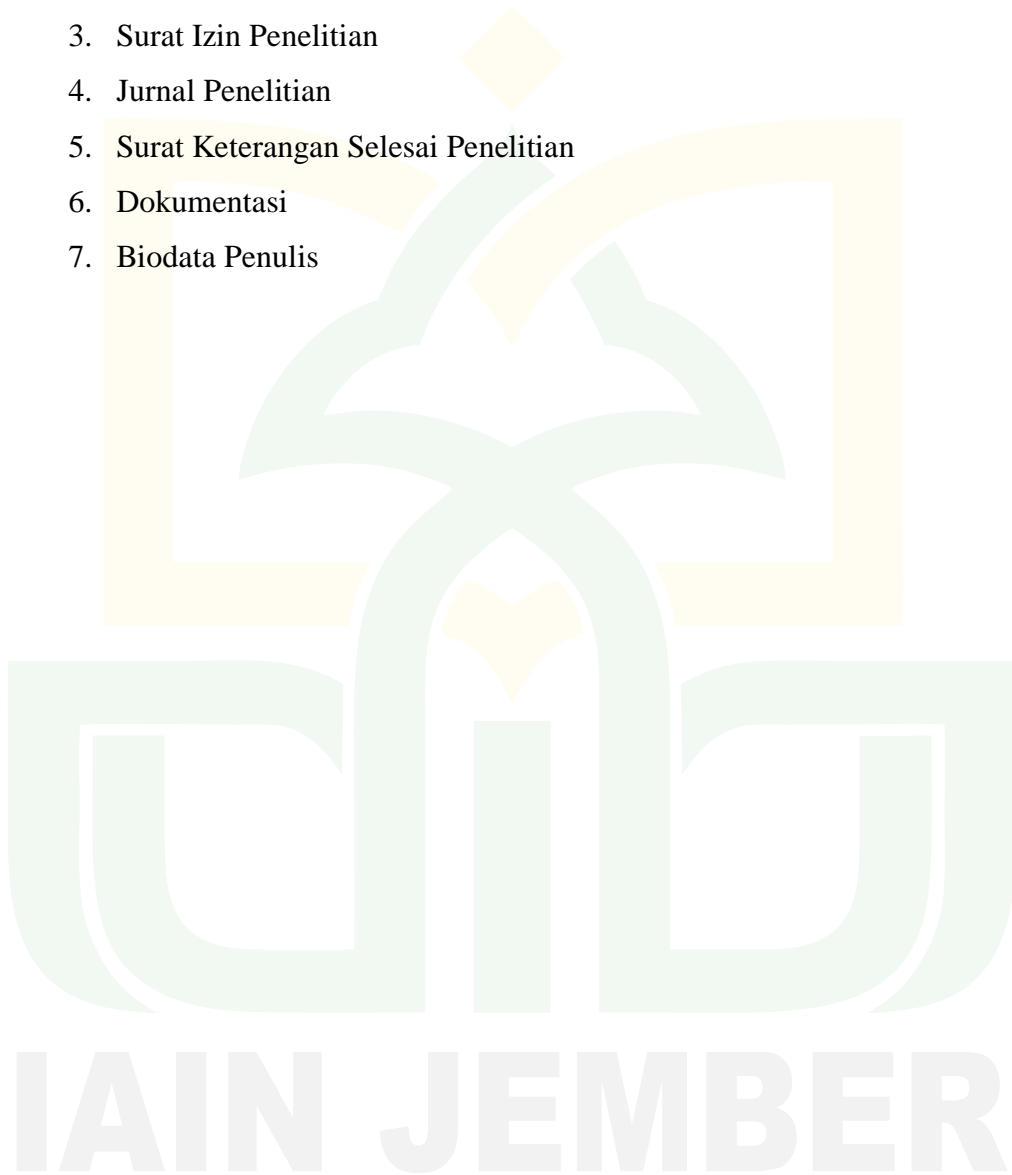 3. Surat Izin Penelitian
4. Jurnal Penelitian
5. Surat Keterangan Selesai Penelitian
6. Dokumentasi
7. Biodata Penulis
IAIN JEMBER